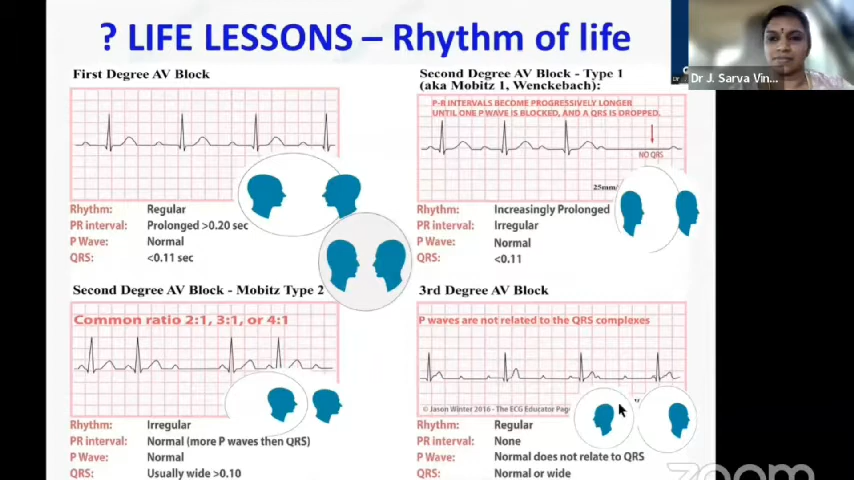 ? LIFE LESSONS – Rhythm of life
Dr J. Sarva Vin...
First Degree AV Block
Rhythm: Regular
PR interval: Prolonged >0.20 sec
P Wave: Normal
QRS: <0.11 sec
Second Degree AV Block - Type 1
(aka Mobitz 1, Wenckebach):
P-R INTERVALS BECOME PROGRESSIVELY LONGER
UNTIL ONE P WAVE IS BLOCKED, AND A QRS IS DROPPED.
NO QRS
25mm/
Rhythm: Increasingly Prolonged
PR interval: Irregular
P Wave: Normal
QRS: <0.11
Second Degree AV Block - Mobitz Type 2
Common ratio 2:1, 3:1, or 4:1
Rhythm: Irregular
PR interval: Normal (more P waves then QRS)
P Wave: Normal
QRS: Usually wide >0.10
3rd Degree AV Block
P waves are not related to the QRS complexes
© Jason Winter 2016 - The ECG Educator Page
Rhythm: Regular
PR interval: None
P Wave: Normal does not relate to QRS
QRS: Normal or wide
zoom